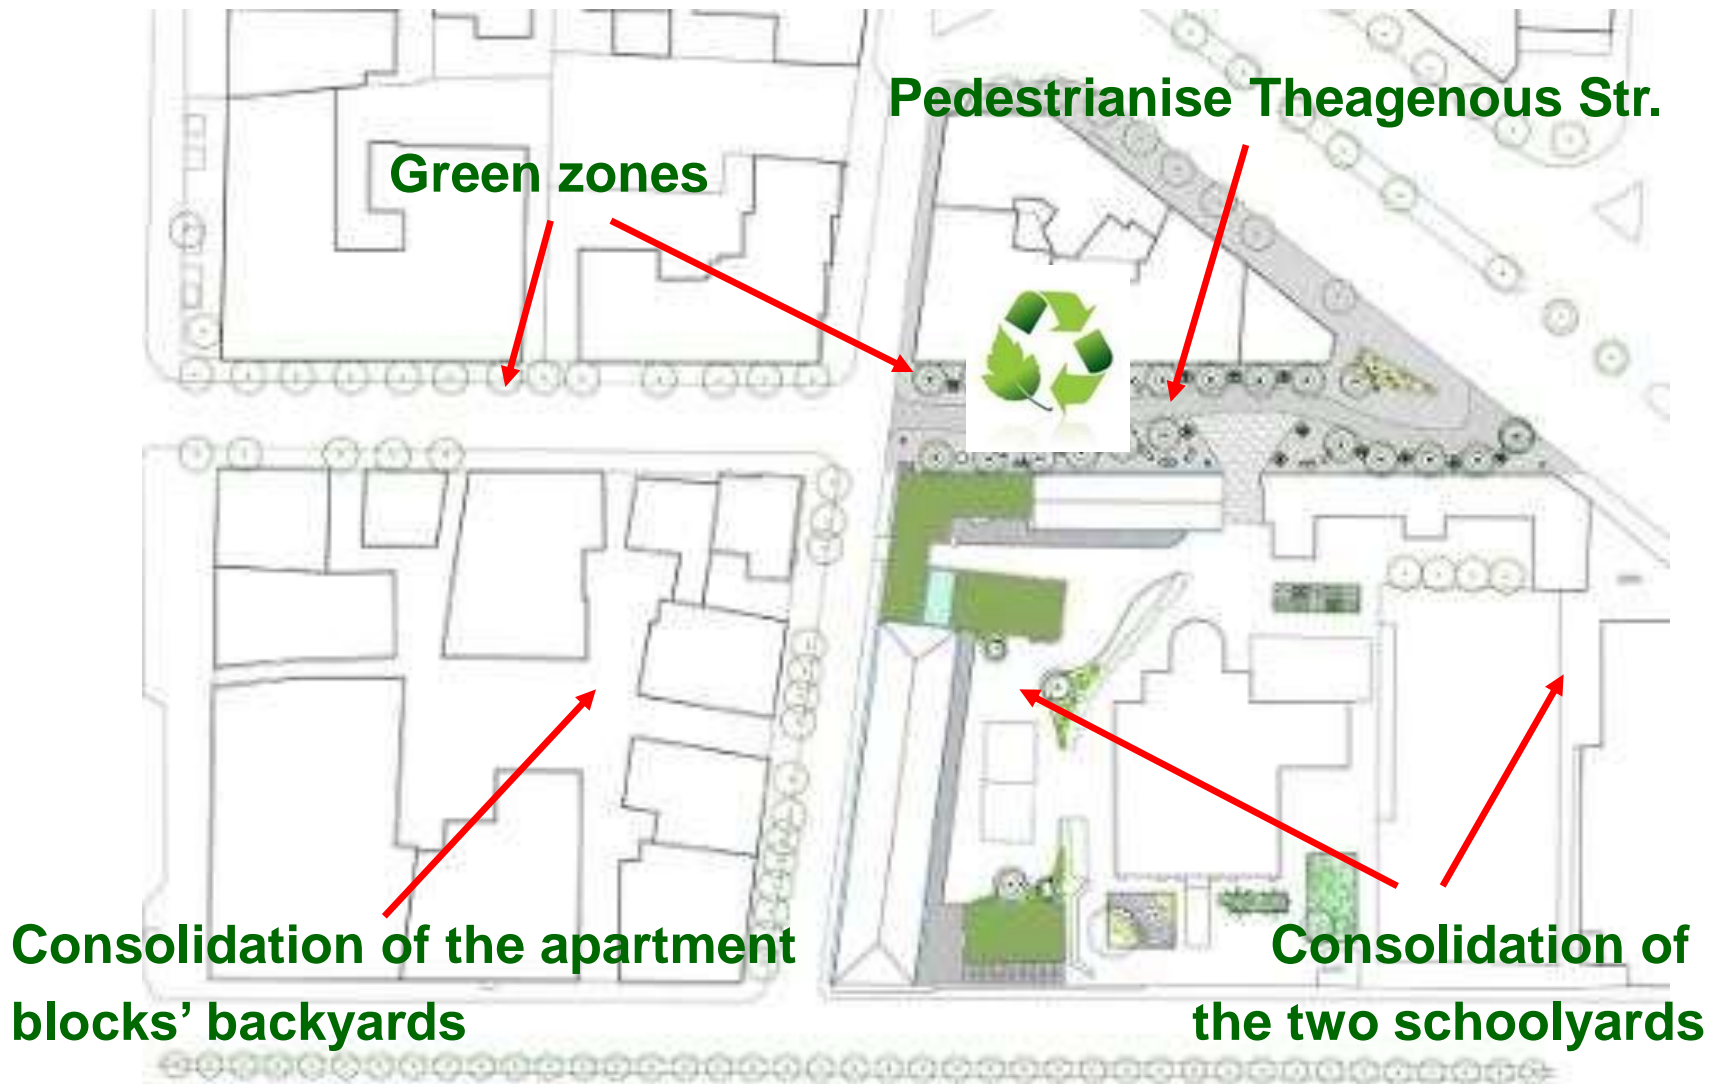 Pedestrianise Theagenous Str.
Green zones
Consolidation of the apartment
blocks’ backyards
Consolidation of
the two schoolyards